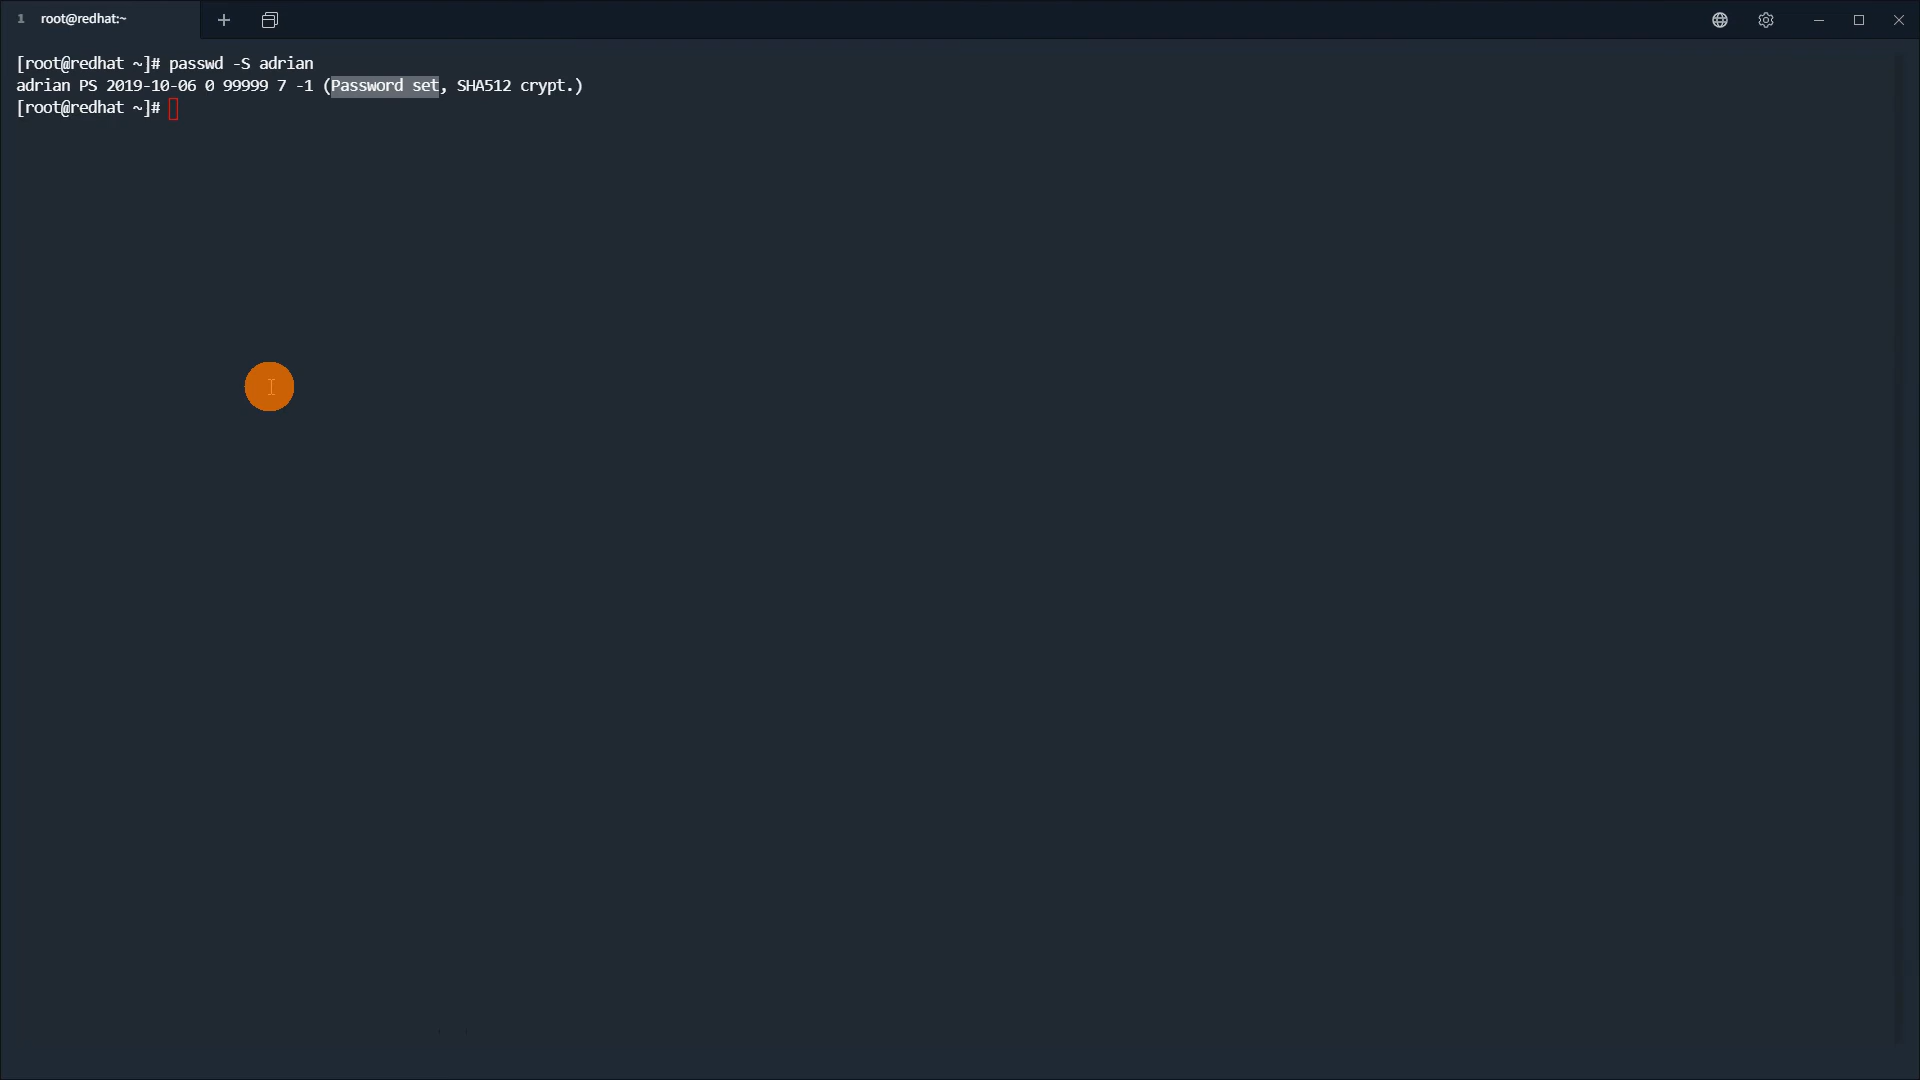 1 root@redhat:~
[root@redhat ~]# passwd -S adrian
adrian PS 2019-10-06 0 99999 7 -1 (Password set, SHA512 crypt.)
[root@redhat ~]#